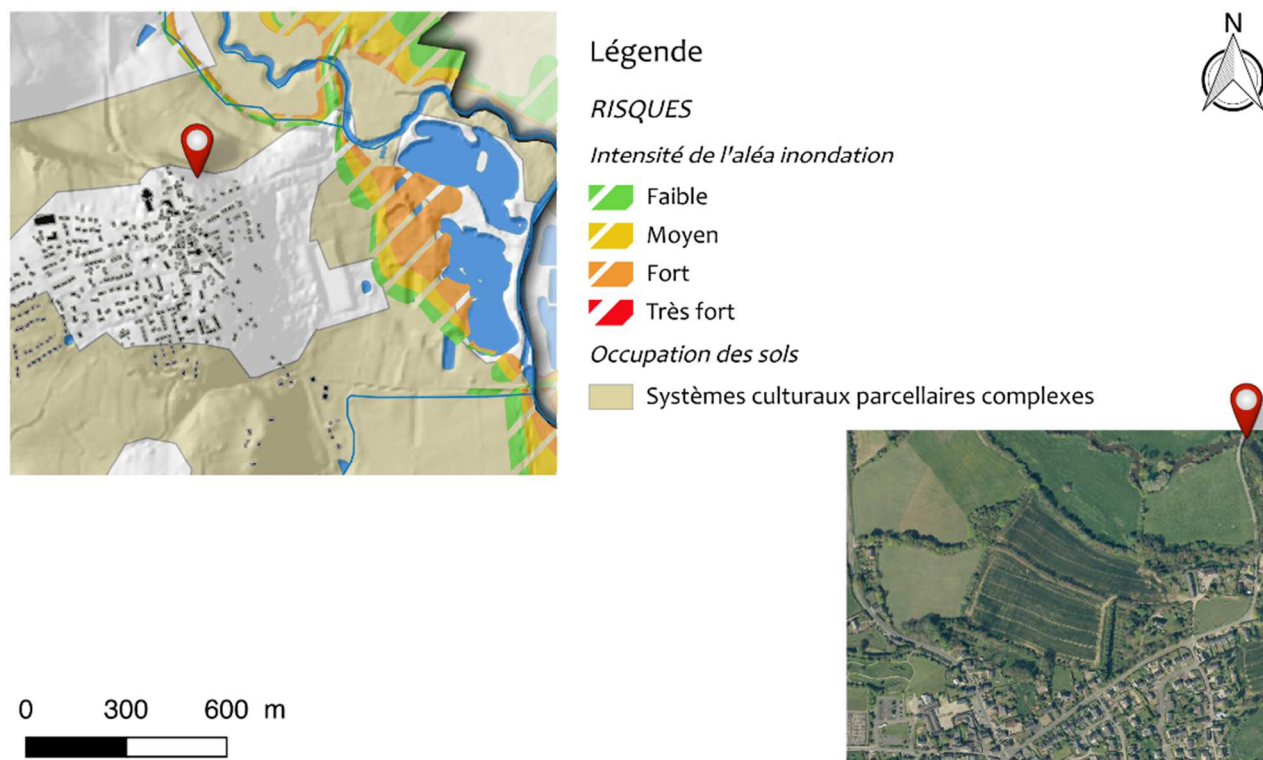 N
Légende
RISQUES
Intensité de l'aléa inondation
Faible
Moyen
Fort
Très fort
Occupation des sols
Systèmes culturaux parcellaires complexes
0 300 600 m